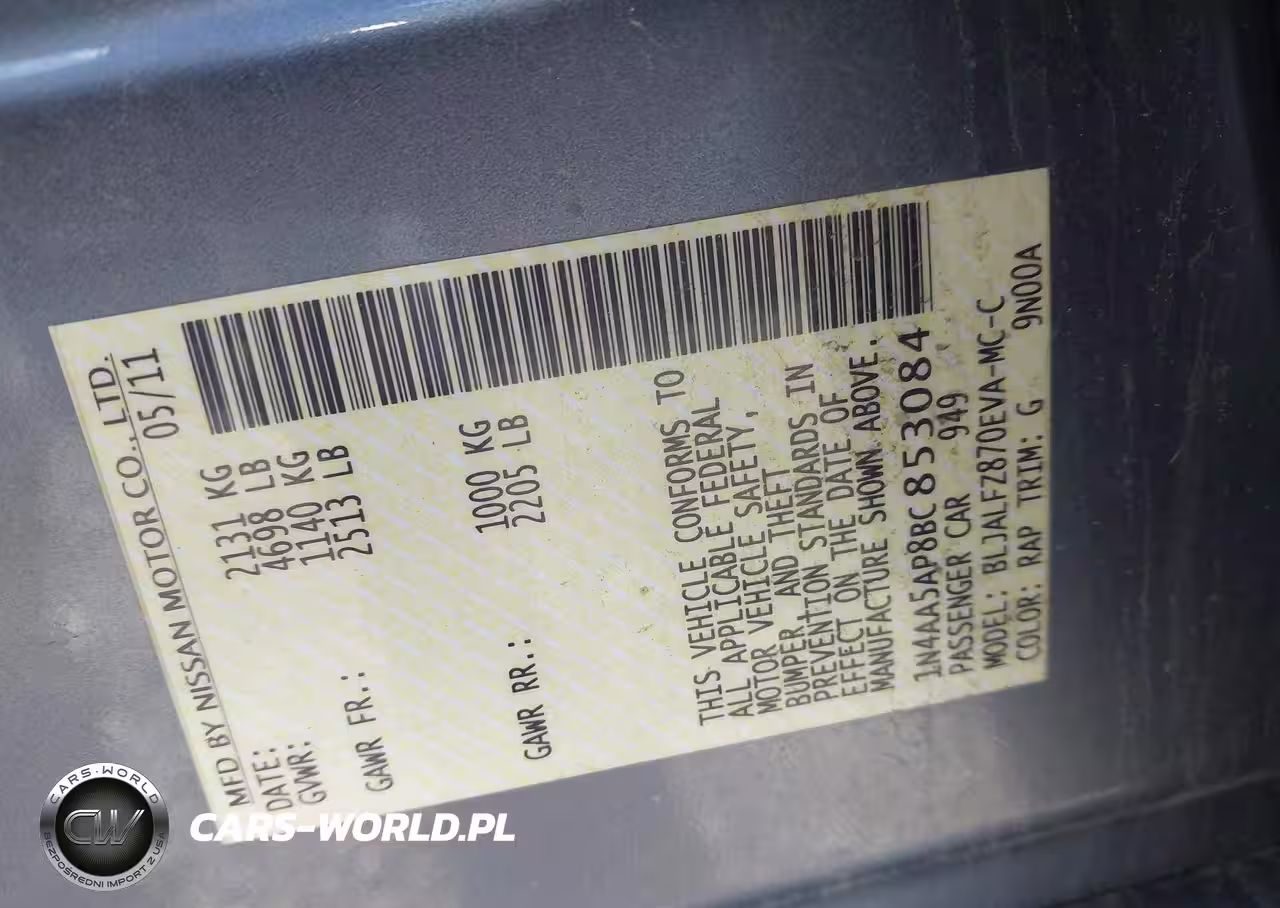 MFD BY NISSAN MOTOR CO., LTD.
DATE: 05/11
GVWR: 2131 KG
4698 LB
GAWR FR.: 1140 KG
2513 LB
GAWR RR.: 1000 KG
2205 LB
THIS VEHICLE CONFORMS TO
ALL APPLICABLE FEDERAL
MOTOR VEHICLE SAFETY,
BUMPER, AND THEFT
PREVENTION STANDARDS IN
EFFECT ON THE DATE OF
MANUFACTURE SHOWN ABOVE.
1N4AA5AP8BC853084
PASSENGER CAR 949
MODEL: BLJALFZ870EVA-MC-C
COLOR: RAP TRIM: G 9N00A
CARS-WORLD
CW
BEZPOŚREDNI IMPORT Z USA
CARS-WORLD.PL